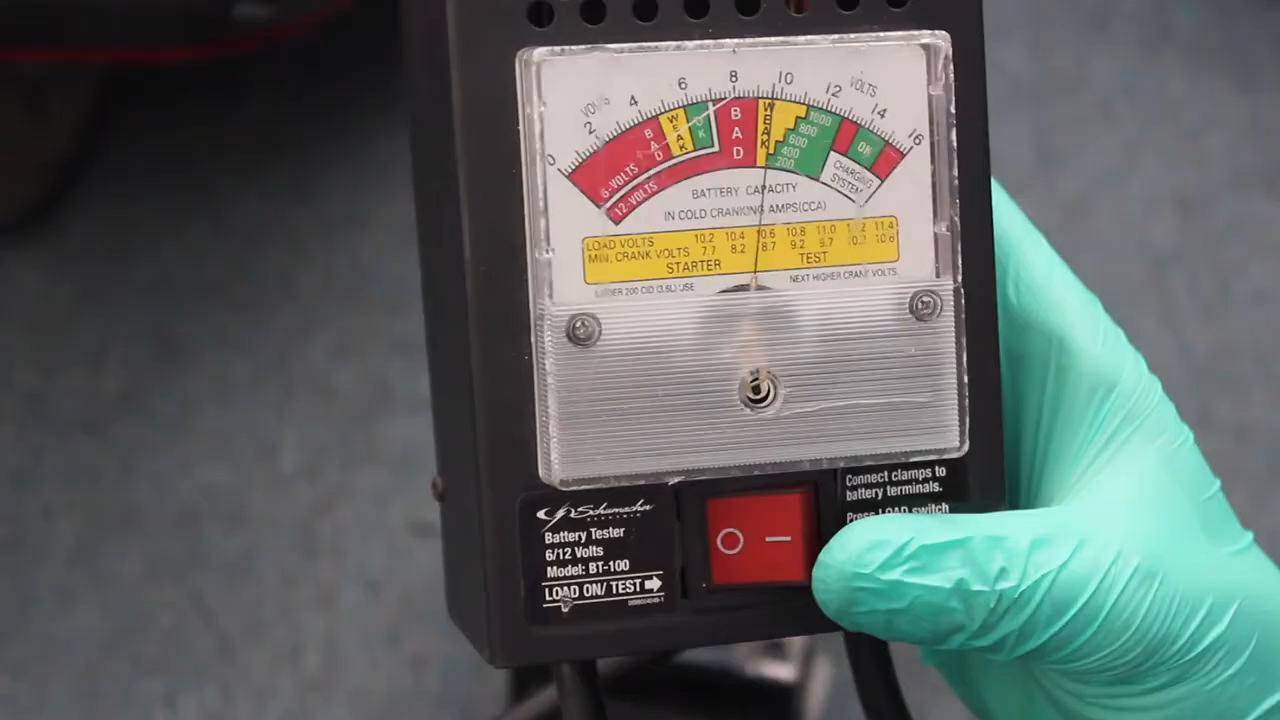 0 2 4 6 8 10 12 14 16
VOLTS VOLTS
BAD WEAK OK BAD WEAK 1000
800
600
400
200
OK
6-VOLTS
12-VOLTS
CHARGING
SYSTEM
BATTERY CAPACITY
IN COLD CRANKING AMPS(CCA)
LOAD VOLTS 10.2 10.4 10.6 10.8 11.0 11.2 11.4
MIN. CRANK VOLTS 7.7 8.2 8.7 9.2 9.7 10.2 10.6
STARTER TEST
UNDER 200 CID (3.5L) USE NEXT HIGHER CRANK VOLTS.
Schumacher
ELECTRIC
Battery Tester
6/12 Volts
Model: BT-100
LOAD ON/ TEST
Connect clamps to
battery terminals.
Press LOAD switch